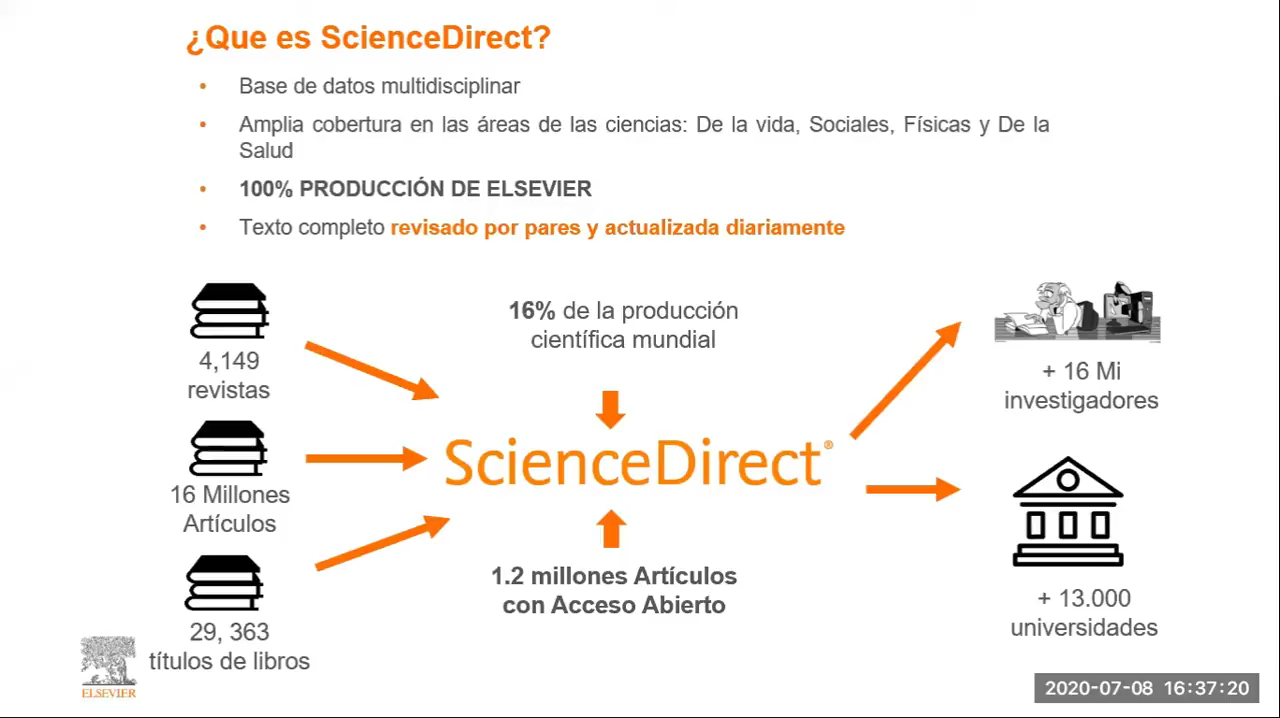 ¿Que es ScienceDirect?
• Base de datos multidisciplinar
• Amplia cobertura en las áreas de las ciencias: De la vida, Sociales, Físicas y De la
Salud
• 100% PRODUCCIÓN DE ELSEVIER
• Texto completo revisado por pares y actualizada diariamente
4,149
revistas
16 Millones
Artículos
29, 363
títulos de libros
16% de la producción
científica mundial
ScienceDirect®
1.2 millones Artículos
con Acceso Abierto
+ 16 Mi
investigadores
+ 13.000
universidades
ELSEVIER
2020-07-08 16:37:20